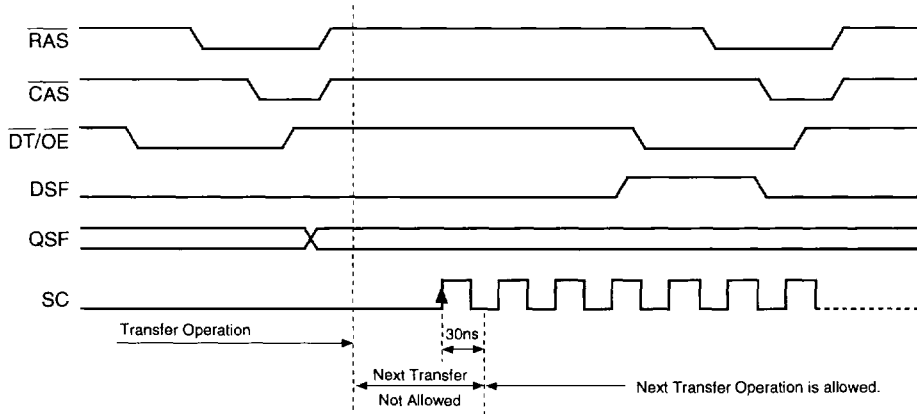 RAS
CAS
DT/OE
DSF
QSF
SC
Transfer Operation
30ns
Next Transfer
Not Allowed
Next Transfer Operation is allowed.